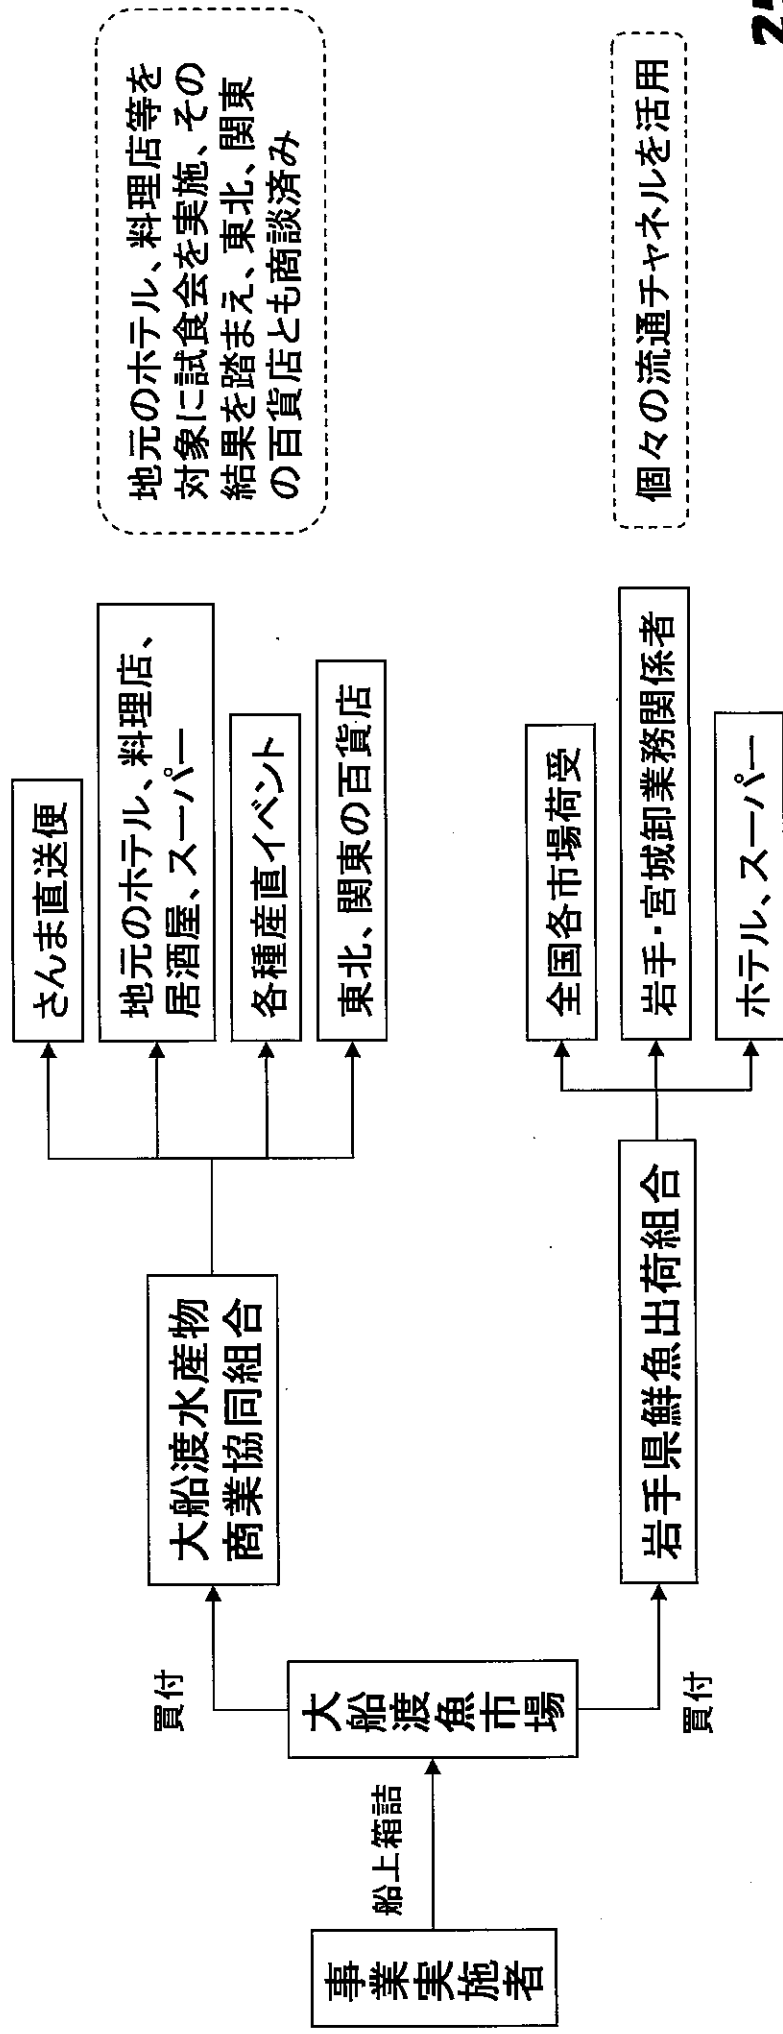 事業実施者
船上箱詰
大船渡魚市場
買付
買付
大船渡水産物
商業協同組合
岩手県鮮魚出荷組合
さんま直送便
地元のホテル、料理店、
居酒屋、スーパー
各種産直イベント
東北、関東の百貨店
全国各市場荷受
岩手・宮城卸業務関係者
ホテル、スーパー
地元のホテル、料理店等を
対象に試食会を実施、その
結果を踏まえ、東北、関東
の百貨店とも商談済み
個々の流通チャネルを活用